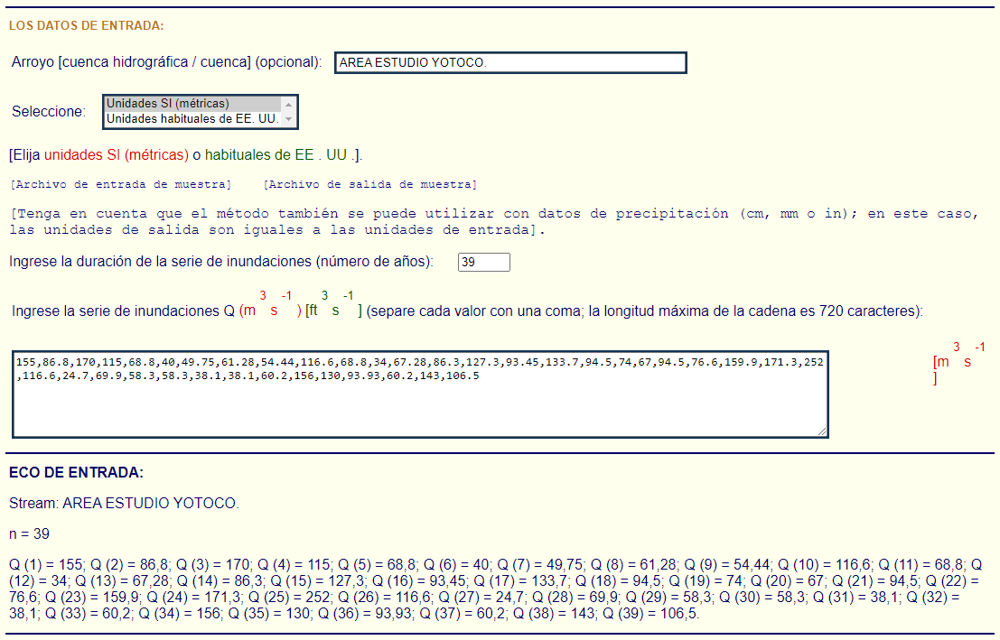 LOS DATOS DE ENTRADA:
Arroyo [cuenca hidrográfica / cuenca] (opcional): AREA ESTUDIO YOTOCO.
Seleccione: Unidades SI (métricas)
Unidades habituales de EE. UU.
[Elija unidades SI (métricas) o habituales de EE . UU .].
[Archivo de entrada de muestra] [Archivo de salida de muestra]
[Tenga en cuenta que el método también se puede utilizar con datos de precipitación (cm, mm o in); en este caso,
las unidades de salida son iguales a las unidades de entrada].
Ingrese la duración de la serie de inundaciones (número de años): 39
Ingrese la serie de inundaciones Q (m 3 s -1 ) [ft 3 s -1 ] (separe cada valor con una coma; la longitud máxima de la cadena es 720 caracteres):
155,86.8,170,115,68.8,40,49.75,61.28,54.44,116.6,68.8,34,67.28,86.3,127.3,93.45,133.7,94.5,74,67,94.5,76.6,159.9,171.3,252
,116.6,24.7,69.9,58.3,58.3,38.1,38.1,60.2,156,130,93.93,60.2,143,106.5
[m 3 s -1
]
ECO DE ENTRADA:
Stream: AREA ESTUDIO YOTOCO.
n = 39
Q (1) = 155; Q (2) = 86,8; Q (3) = 170; Q (4) = 115; Q (5) = 68,8; Q (6) = 40; Q (7) = 49,75; Q (8) = 61,28; Q (9) = 54,44; Q (10) = 116,6; Q (11) = 68,8; Q
(12) = 34; Q (13) = 67,28; Q (14) = 86,3; Q (15) = 127,3; Q (16) = 93,45; Q (17) = 133,7; Q (18) = 94,5; Q (19) = 74; Q (20) = 67; Q (21) = 94,5; Q (22) =
76,6; Q (23) = 159,9; Q (24) = 171,3; Q (25) = 252; Q (26) = 116,6; Q (27) = 24,7; Q (28) = 69,9; Q (29) = 58,3; Q (30) = 58,3; Q (31) = 38,1; Q (32) =
38,1; Q (33) = 60,2; Q (34) = 156; Q (35) = 130; Q (36) = 93,93; Q (37) = 60,2; Q (38) = 143; Q (39) = 106,5.